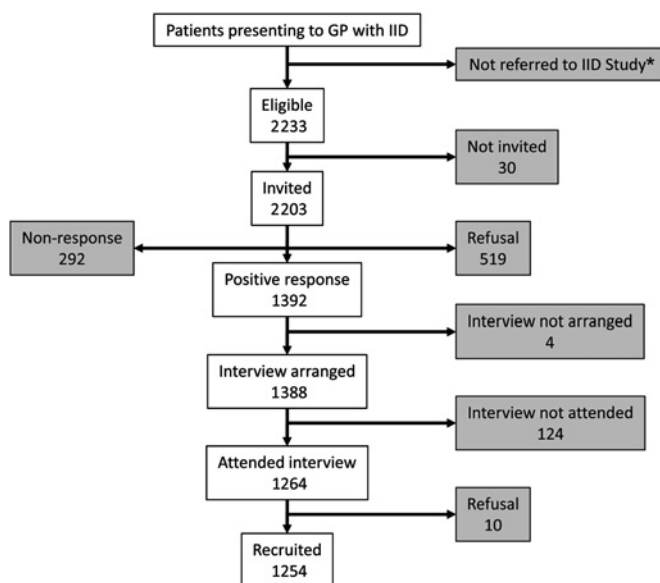 Patients presenting to GP with IID
Not referred to IID Study*
Eligible
2233
Not invited
30
Invited
2203
Non-response
292
Refusal
519
Positive response
1392
Interview not arranged
4
Interview arranged
1388
Interview not attended
124
Attended interview
1264
Refusal
10
Recruited
1254